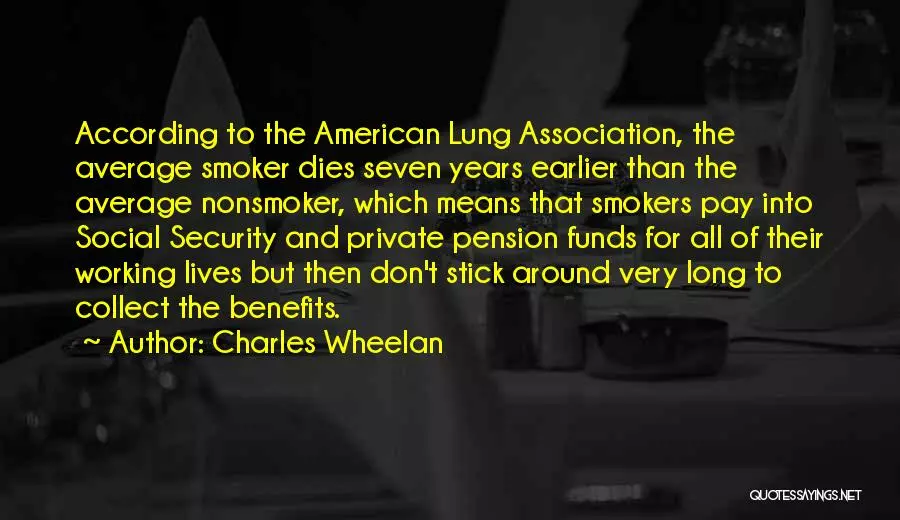 According to the American Lung Association, the
average smoker dies seven years earlier than the
average nonsmoker, which means that smokers pay into
Social Security and private pension funds for all of their
working lives but then don't stick around very long to
collect the benefits.
~ Author: Charles Wheelan
QUOTESSAYINGS.NET